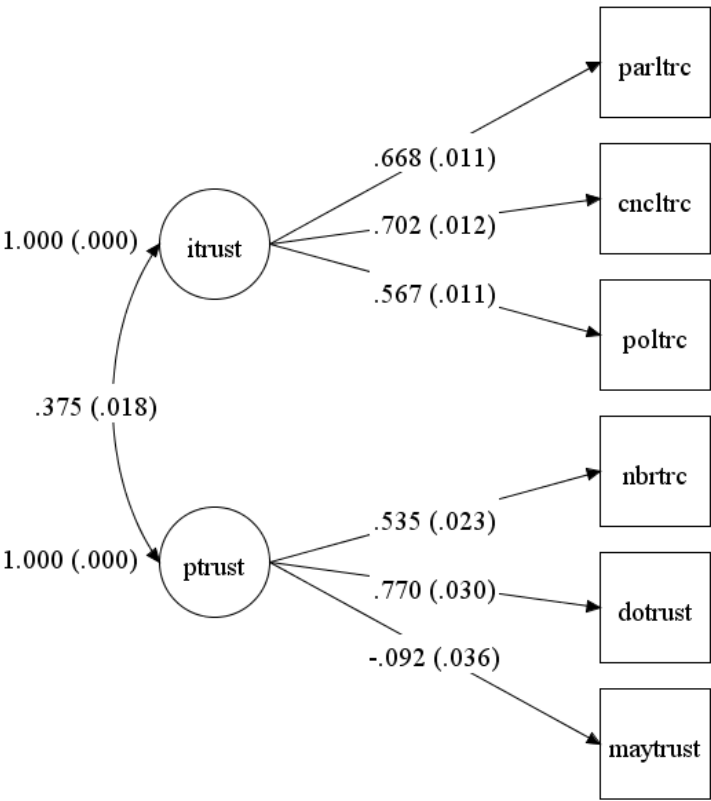 parltrc
.668 (.011)
cncltrc
.702 (.012)
1.000 (.000)
itrust
.567 (.011)
poltrc
.375 (.018)
nbrtrc
.535 (.023)
1.000 (.000)
ptrust
.770 (.030)
dotrust
-.092 (.036)
maytrust